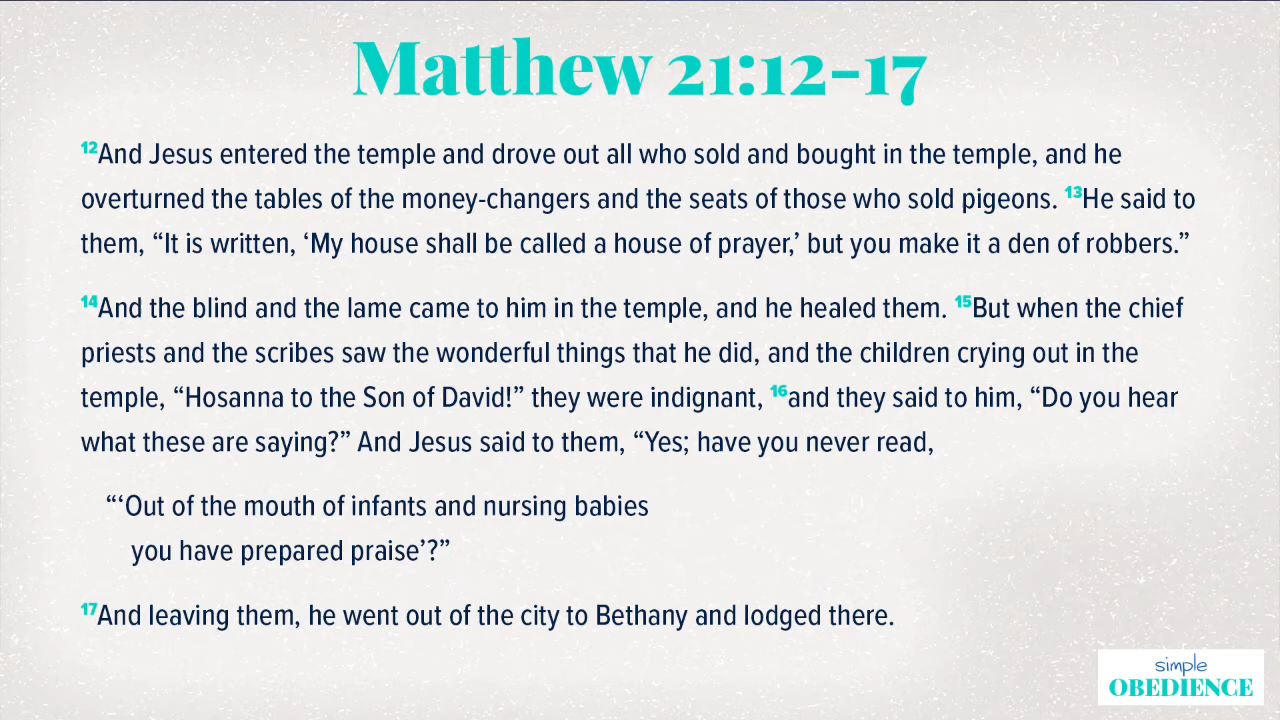 Matthew 21:12-17
12And Jesus entered the temple and drove out all who sold and bought in the temple, and he
overturned the tables of the money-changers and the seats of those who sold pigeons. 13He said to
them, “It is written, ‘My house shall be called a house of prayer,’ but you make it a den of robbers.”
14And the blind and the lame came to him in the temple, and he healed them. 15But when the chief
priests and the scribes saw the wonderful things that he did, and the children crying out in the
temple, “Hosanna to the Son of David!” they were indignant, 16and they said to him, “Do you hear
what these are saying?” And Jesus said to them, “Yes; have you never read,
“‘Out of the mouth of infants and nursing babies
you have prepared praise’?”
17And leaving them, he went out of the city to Bethany and lodged there.
simple
OBEDIENCE